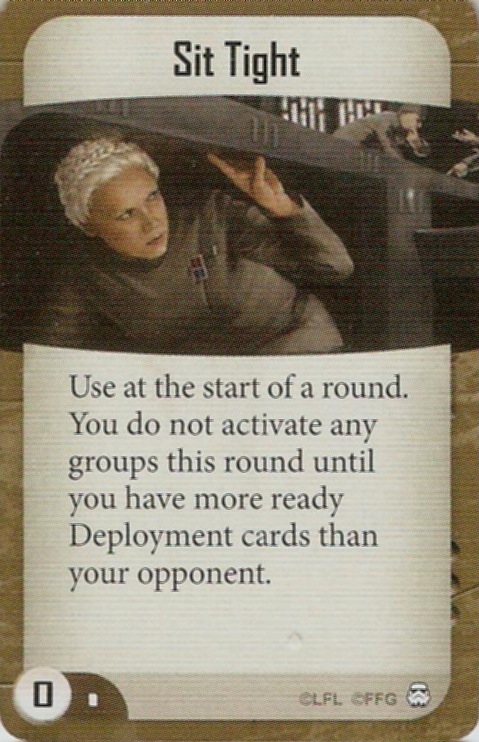 Sit Tight
Use at the start of a round.
You do not activate any
groups this round until
you have more ready
Deployment cards than
your opponent.
0
©LFL ©FFG